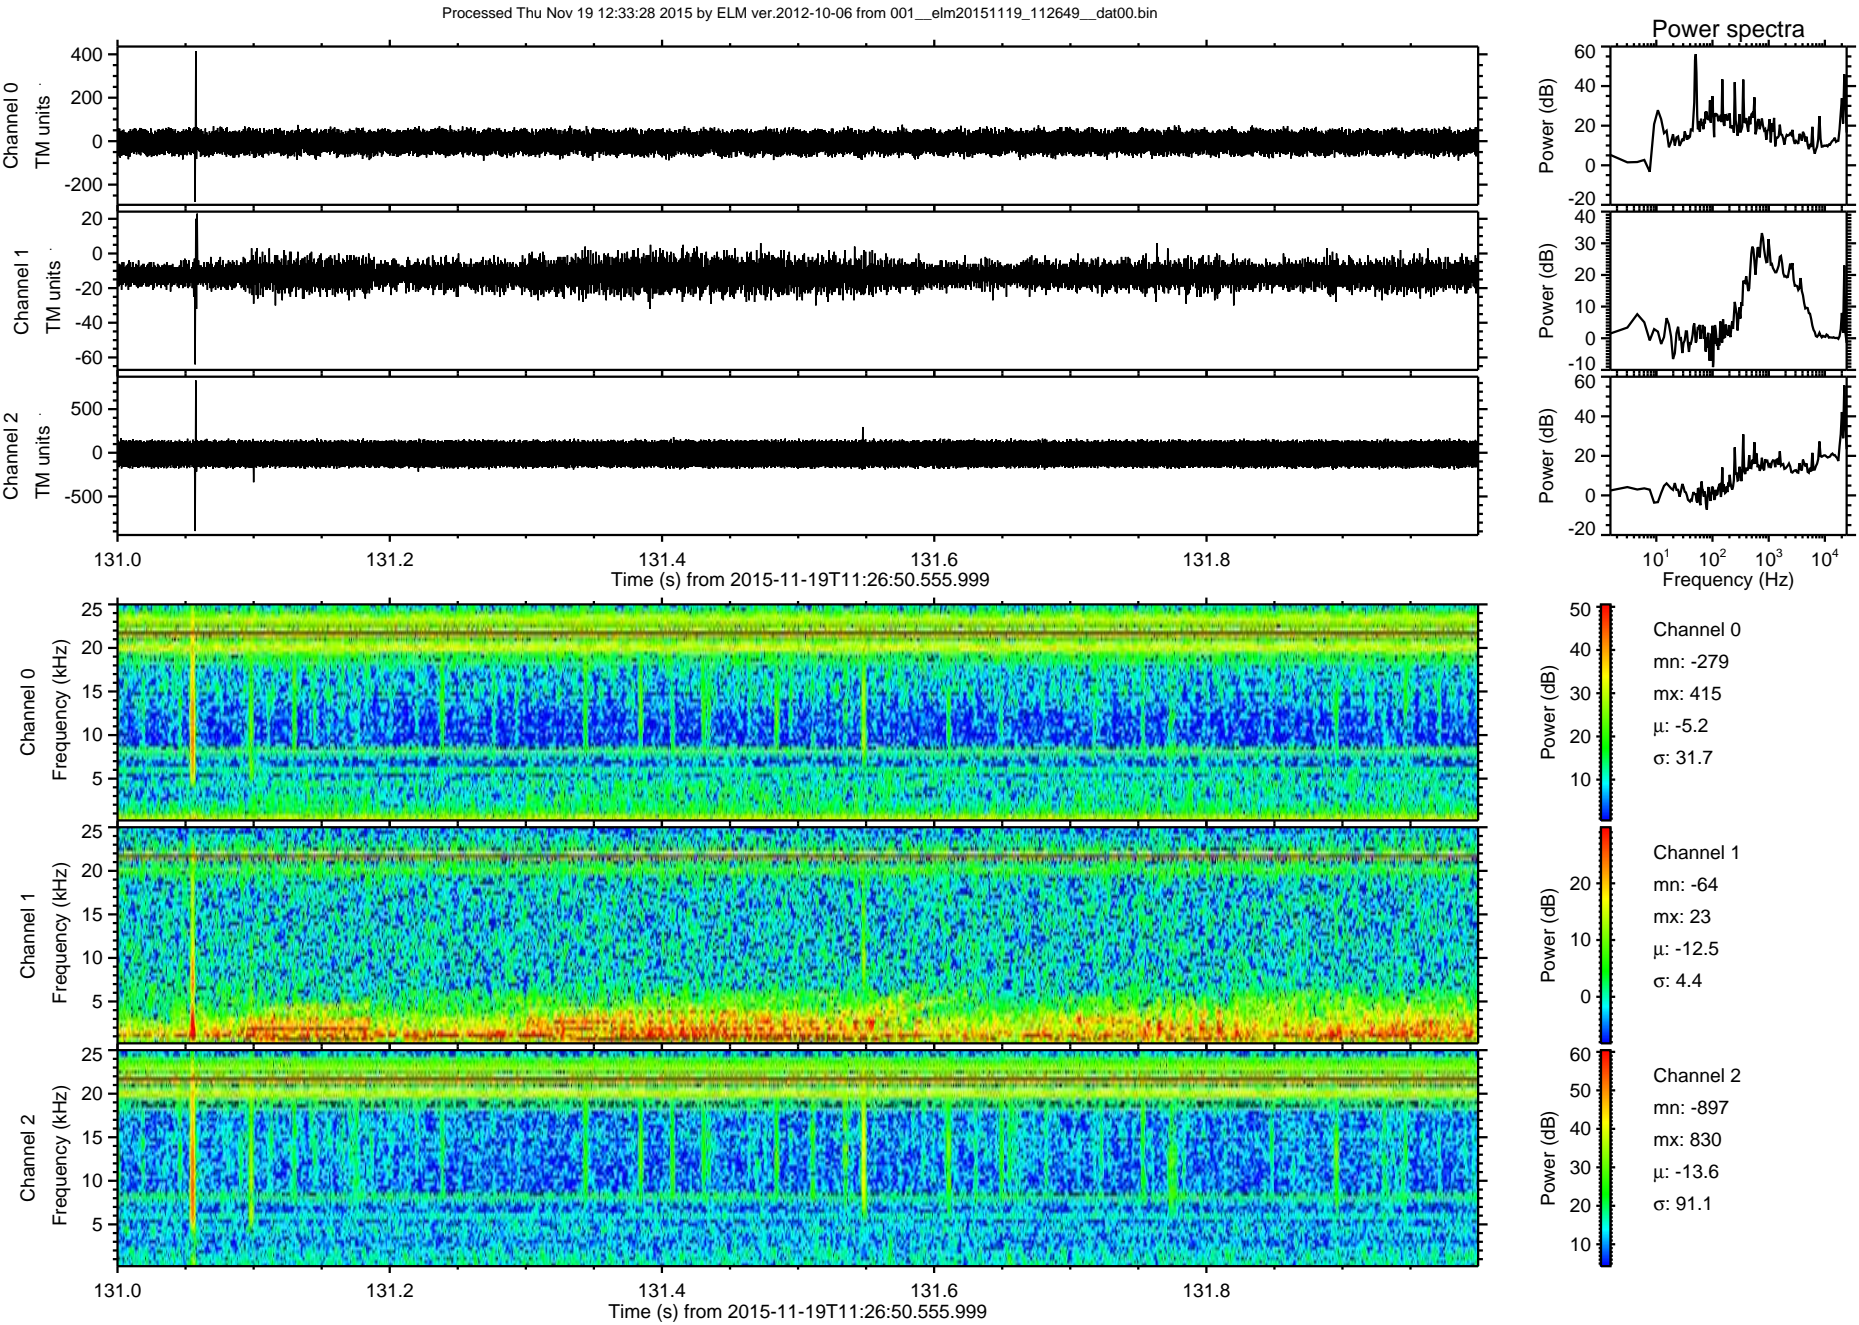 Processed Thu Nov 19 12:33:28 2015 by ELM ver.2012-10-06 from 001__elm20151119_112649__dat00.bin
Power spectra
Channel 0
TM units
400
200
0
-200
Power (dB)
60
40
20
0
-20
Channel 1
TM units
20
0
-20
-40
-60
Power (dB)
40
30
20
10
0
-10
Channel 2
TM units
500
0
-500
Power (dB)
60
40
20
0
-20
131.0 131.2 131.4 131.6 131.8
Time (s) from 2015-11-19T11:26:50.555.999
10¹ 10² 10³ 10⁴
Frequency (Hz)
Channel 0
Frequency (kHz)
25
20
15
10
5
Power (dB)
50
40
30
20
10
Channel 0
mn: -279
mx: 415
μ: -5.2
σ: 31.7
Channel 1
Frequency (kHz)
25
20
15
10
5
Power (dB)
20
10
0
Channel 1
mn: -64
mx: 23
μ: -12.5
σ: 4.4
Channel 2
Frequency (kHz)
25
20
15
10
5
Power (dB)
60
50
40
30
20
10
Channel 2
mn: -897
mx: 830
μ: -13.6
σ: 91.1
131.0 131.2 131.4 131.6 131.8
Time (s) from 2015-11-19T11:26:50.555.999